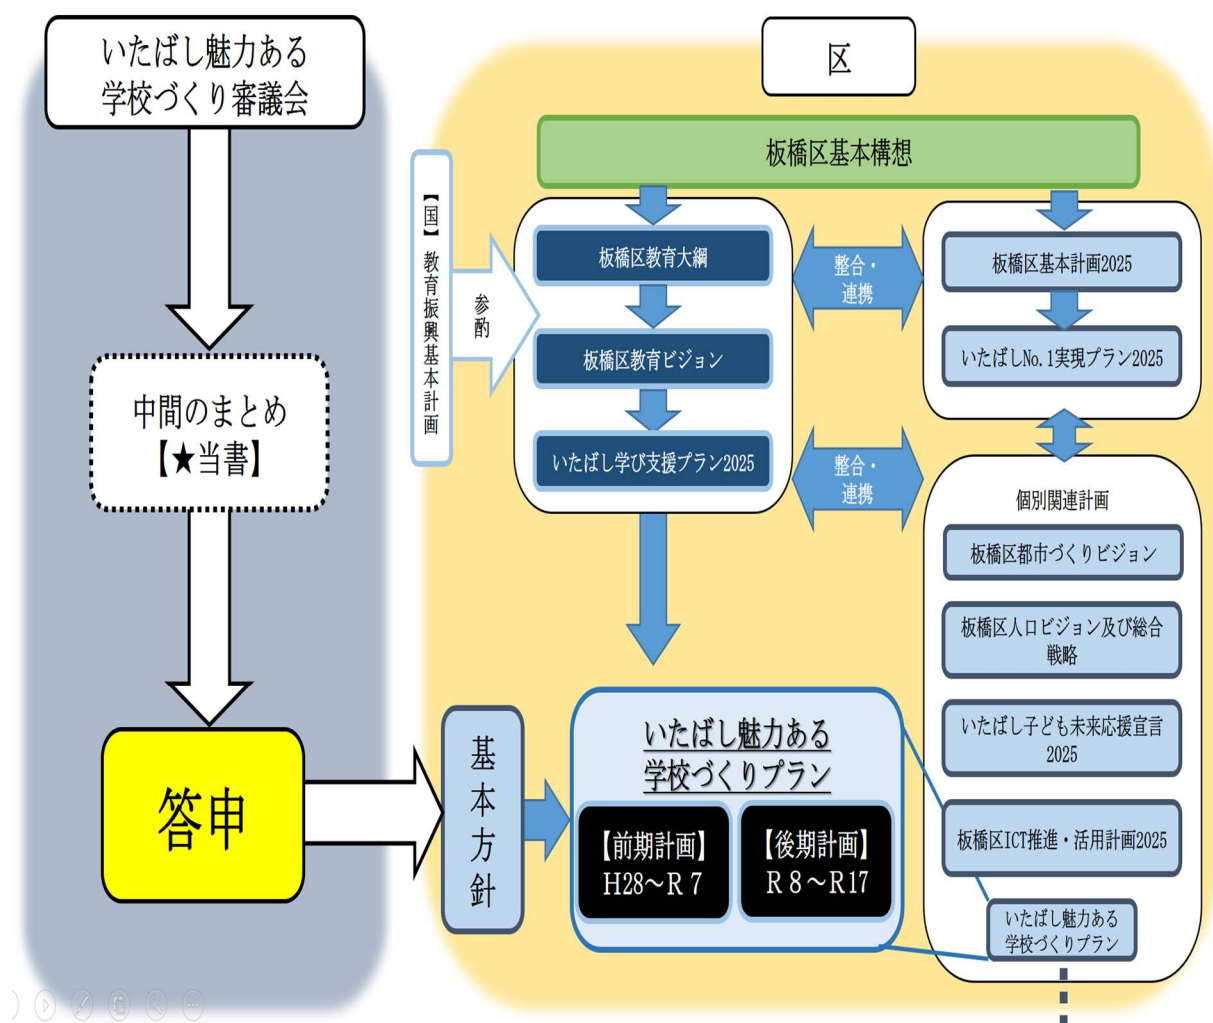 いたばし魅力ある
学校づくり審議会
中間のまとめ
【★当書】
答申
区
板橋区基本構想
【国】教育振興基本計画
参酌
板橋区教育大綱
板橋区教育ビジョン
いたばし学び支援プラン2025
整合・
連携
板橋区基本計画2025
いたばしNo.1実現プラン2025
整合・
連携
個別関連計画
板橋区都市づくりビジョン
板橋区人口ビジョン及び総合
戦略
いたばし子ども未来応援宣言
2025
板橋区ICT推進・活用計画2025
いたばし魅力ある
学校づくりプラン
基本方針
いたばし魅力ある
学校づくりプラン
【前期計画】
H28～R７
【後期計画】
R８～R17